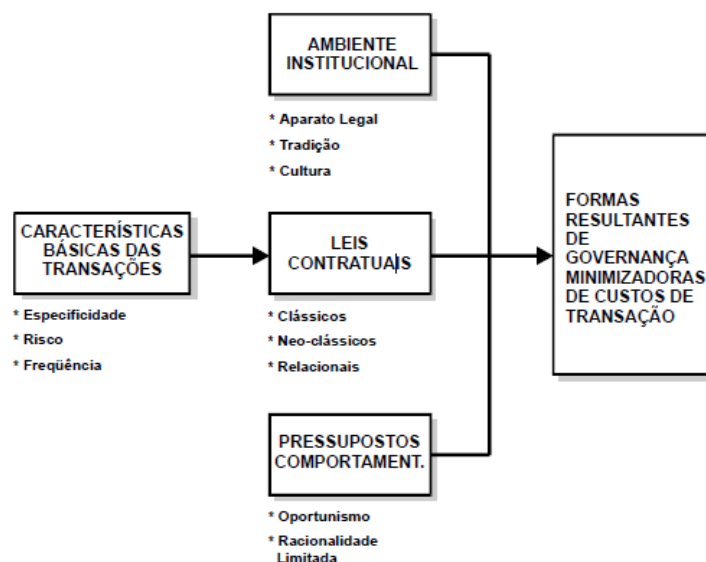 AMBIENTE
INSTITUCIONAL
* Aparato Legal
* Tradição
* Cultura
CARACTERÍSTICAS
BÁSICAS DAS
TRANSAÇÕES
* Especificidade
* Risco
* Freqüência
LEIS
CONTRATUAIS
* Clássicos
* Neo-clássicos
* Relacionais
PRESSUPOSTOS
COMPORTAMENT.
* Oportunismo
* Racionalidade
Limitada
FORMAS
RESULTANTES
DE
GOVERNANÇA
MINIMIZADORAS
DE CUSTOS DE
TRANSAÇÃO